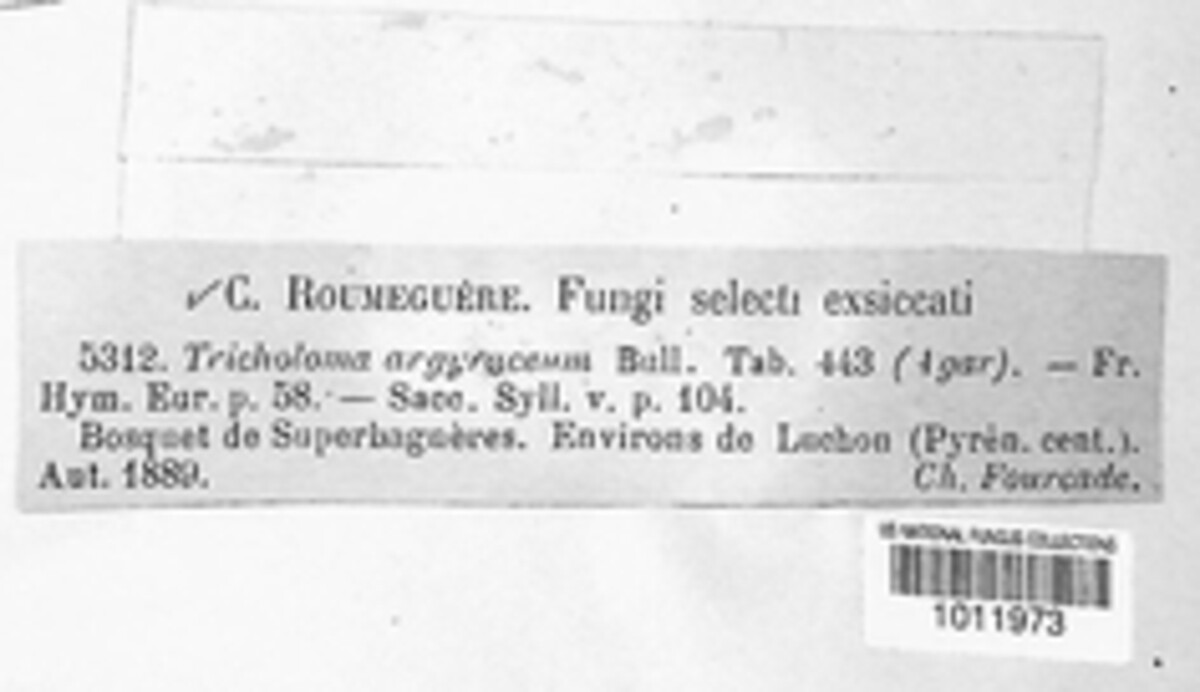 ✓C. ROUMEGUÈRE. Fungi selecti exsiccati
5312. Tricholoma argyryceum Bull. Tab. 443 (Agar). — Fr.
Hym. Eur. p. 58. — Sacc. Syll. v. p. 104.
Bosquet de Superbagnères. Environs de Luchon (Pyrén. cent.).
Aut. 1889. Ch. Fourcade.
US NATIONAL FUNGUS COLLECTIONS
1011973